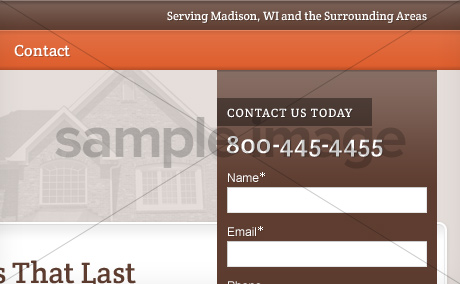 Serving Madison, WI and the Surrounding Areas
Contact
CONTACT US TODAY
sample image
800-445-4455
Name*
Email*
Phone
s That Last